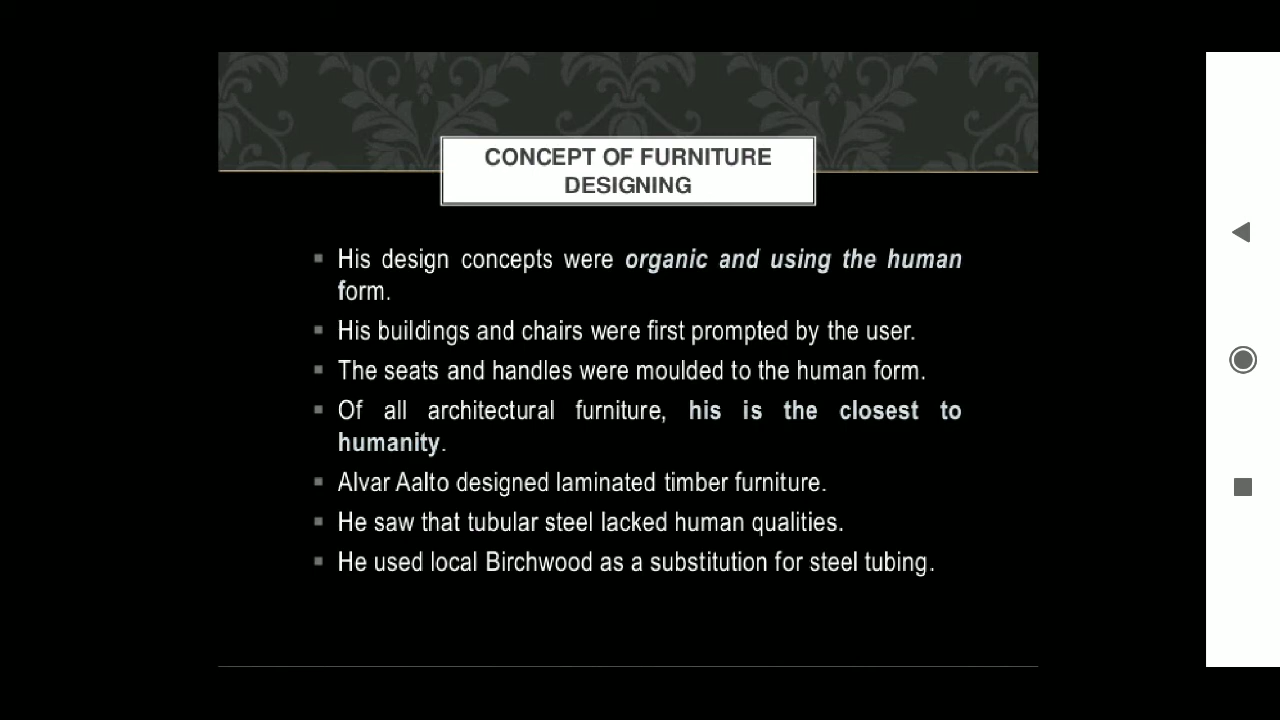 CONCEPT OF FURNITURE
DESIGNING
His design concepts were organic and using the human
form.
His buildings and chairs were first prompted by the user.
The seats and handles were moulded to the human form.
Of all architectural furniture, his is the closest to
humanity.
Alvar Aalto designed laminated timber furniture.
He saw that tubular steel lacked human qualities.
He used local Birchwood as a substitution for steel tubing.